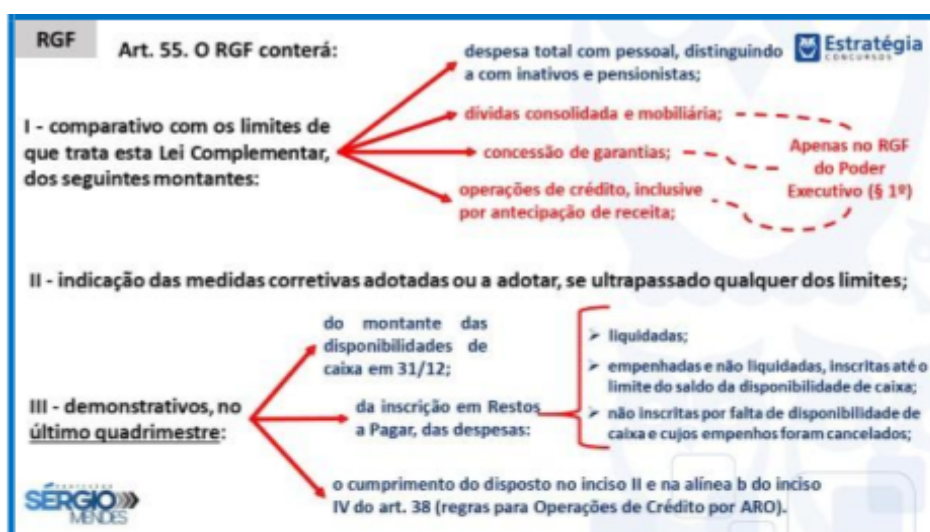 RGF
Art. 55. O RGF conterá:
Estratégia
CONCURSOS
despesa total com pessoal, distinguindo
a com inativos e pensionistas;
I - comparativo com os limites de
que trata esta Lei Complementar,
dos seguintes montantes:
dívidas consolidada e mobiliária;
concessão de garantias;
operações de crédito, inclusive
por antecipação de receita;
Apenas no RGF
do Poder
Executivo (§ 1º)
II - indicação das medidas corretivas adotadas ou a adotar, se ultrapassado qualquer dos limites;
III - demonstrativos, no
último quadrimestre:
do montante das
disponibilidades de
caixa em 31/12;
da inscrição em Restos
a Pagar, das despesas:
➢ liquidadas;
➢ empenhadas e não liquidadas, inscritas até o
limite do saldo da disponibilidade de caixa;
➢ não inscritas por falta de disponibilidade de
caixa e cujos empenhos foram cancelados;
o cumprimento do disposto no inciso II e na alínea b do inciso
IV do art. 38 (regras para Operações de Crédito por ARO).
SÉRGIO
MENDES